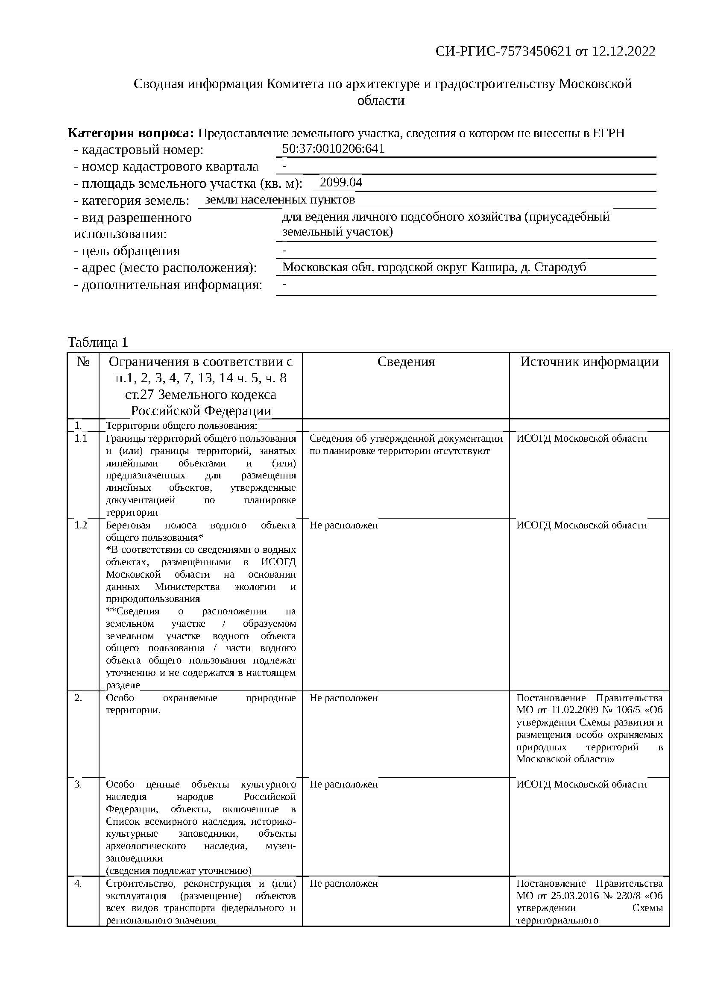 СИ-РГИС-7573450621 от 12.12.2022
Сводная информация Комитета по архитектуре и градостроительству Московской
области
Категория вопроса: Предоставление земельного участка, сведения о котором не внесены в ЕГРН
- кадастровый номер: 50:37:0010206:641
- номер кадастрового квартала -
- площадь земельного участка (кв. м): 2099.04
- категория земель: земли населенных пунктов
- вид разрешенного
использования:
для ведения личного подсобного хозяйства (приусадебный
земельный участок)
- цель обращения -
- адрес (место расположения): Московская обл. городской округ Кашира, д. Стародуб
- дополнительная информация: -
Таблица 1
№
Ограничения в соответствии с
п.1, 2, 3, 4, 7, 13, 14 ч. 5, ч. 8
ст.27 Земельного кодекса
Российской Федерации
Сведения
Источник информации
1.
Территории общего пользования:
1.1
Границы территорий общего пользования
и (или) границы территорий, занятых
линейными объектами и (или)
предназначенных для размещения
линейных объектов, утвержденные
документацией по планировке
территории
Сведения об утвержденной документации
по планировке территории отсутствуют
ИСОГД Московской области
1.2
Береговая полоса водного объекта
общего пользования*
*В соответствии со сведениями о водных
объектах, размещёнными в ИСОГД
Московской области на основании
данных Министерства экологии и
природопользования
**Сведения о расположении на
земельном участке / образуемом
земельном участке водного объекта
общего пользования / части водного
объекта общего пользования подлежат
уточнению и не содержатся в настоящем
разделе
Не расположен
ИСОГД Московской области
2.
Особо охраняемые природные
территории.
Не расположен
Постановление Правительства
МО от 11.02.2009 № 106/5 «Об
утверждении Схемы развития и
размещения особо охраняемых
природных территорий в
Московской области»
3.
Особо ценные объекты культурного
наследия народов Российской
Федерации, объекты, включенные в
Список всемирного наследия, историко-
культурные заповедники, объекты
археологического наследия, музеи-
заповедники
(сведения подлежат уточнению)
Не расположен
ИСОГД Московской области
4.
Строительство, реконструкция и (или)
эксплуатация (размещение) объектов
всех видов транспорта федерального и
регионального значения
Не расположен
Постановление Правительства
МО от 25.03.2016 № 230/8 «Об
утверждении Схемы
территориального